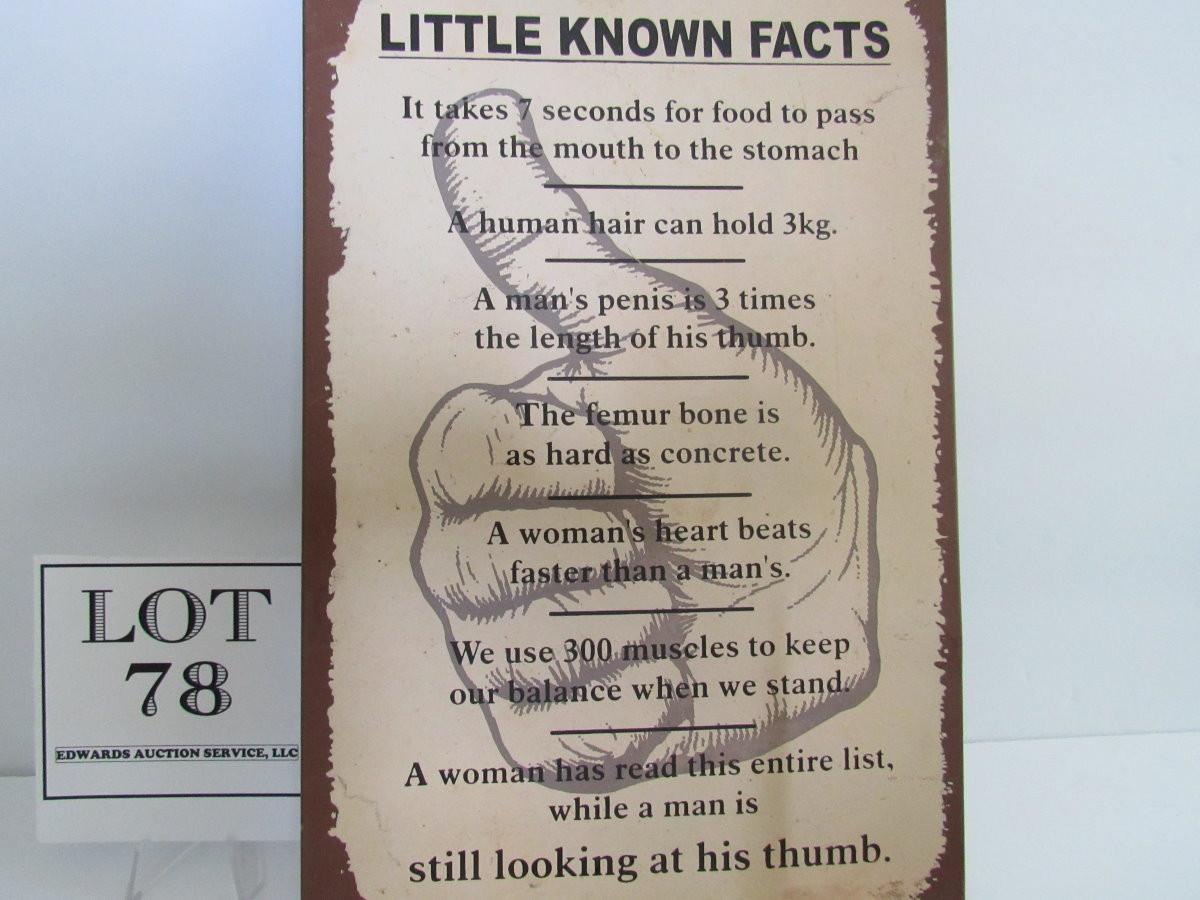 LITTLE KNOWN FACTS
It takes 7 seconds for food to pass
from the mouth to the stomach
A human hair can hold 3kg.
A man's penis is 3 times
the length of his thumb.
The femur bone is
as hard as concrete.
A woman's heart beats
faster than a man's.
We use 300 muscles to keep
our balance when we stand.
A woman has read this entire list,
while a man is
still looking at his thumb.
LOT
78
EDWARDS AUCTION SERVICE, LLC